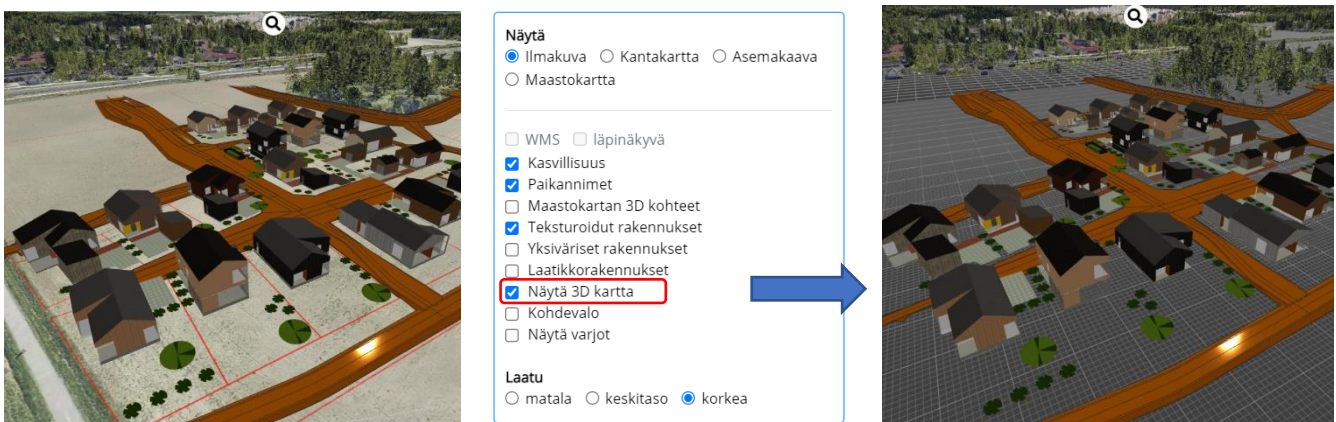 Näytä
Ilmakuva Kantakartta Asemakaava
Maastokartta
WMS läpinäkyvä
Kasvillisuus
Paikannimet
Maastokartan 3D kohteet
Teksturoidut rakennukset
Yksiväriset rakennukset
Laatikkorakennukset
Näytä 3D kartta
Kohdevalo
Näytä varjot
Laatu
matala keskitaso korkea